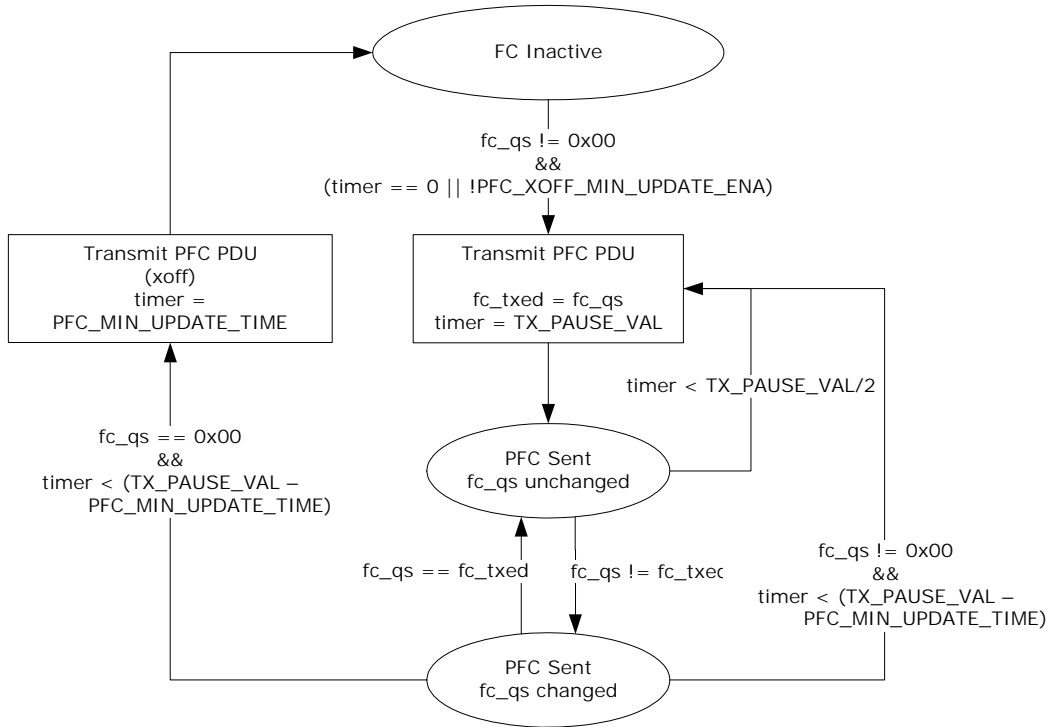 FC Inactive
fc_qs != 0x00
&&
(timer == 0 || !PFC_XOFF_MIN_UPDATE_ENA)
Transmit PFC PDU
(xoff)
timer =
PFC_MIN_UPDATE_TIME
Transmit PFC PDU
fc_txed = fc_qs
timer = TX_PAUSE_VAL
timer < TX_PAUSE_VAL/2
fc_qs == 0x00
&&
timer < (TX_PAUSE_VAL –
PFC_MIN_UPDATE_TIME)
PFC Sent
fc_qs unchanged
fc_qs == fc_txed
fc_qs != fc_txed
fc_qs != 0x00
&&
timer < (TX_PAUSE_VAL –
PFC_MIN_UPDATE_TIME)
PFC Sent
fc_qs changed